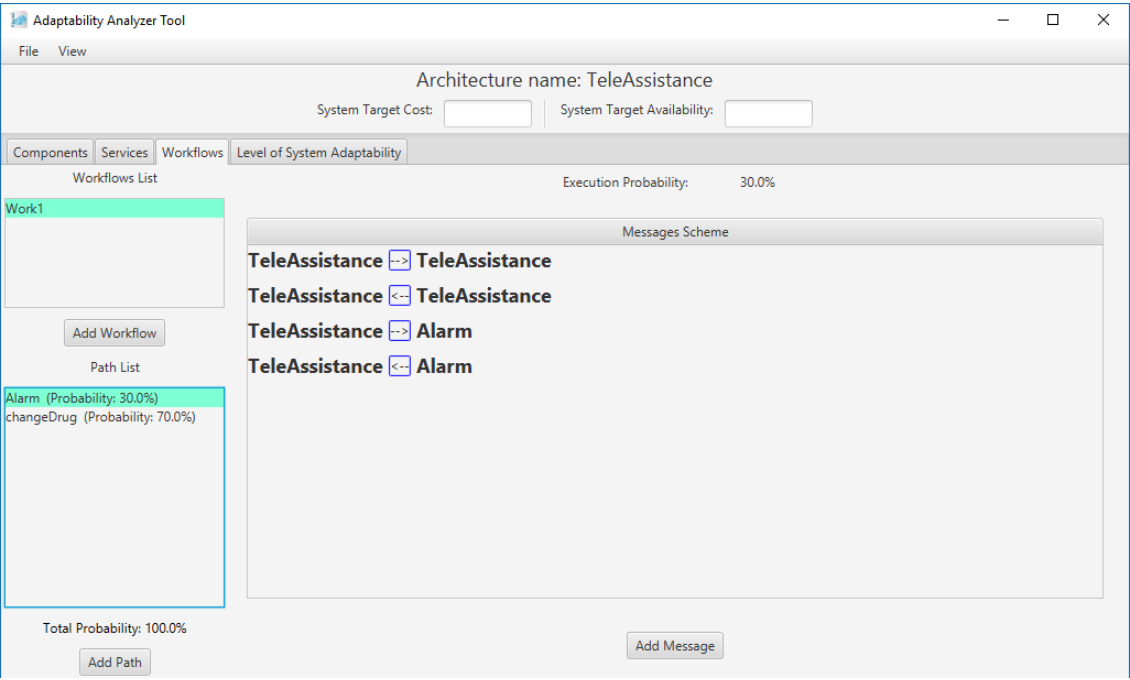 Adaptability Analyzer Tool
File View
Architecture name: TeleAssistance
System Target Cost: System Target Availability:
Components Services Workflows Level of System Adaptability
Workflows List
Execution Probability: 30.0%
Work1
Messages Scheme
TeleAssistance --> TeleAssistance
TeleAssistance <-- TeleAssistance
TeleAssistance --> Alarm
TeleAssistance <-- Alarm
Add Workflow
Path List
Alarm (Probability: 30.0%)
changeDrug (Probability: 70.0%)
Total Probability: 100.0%
Add Path
Add Message